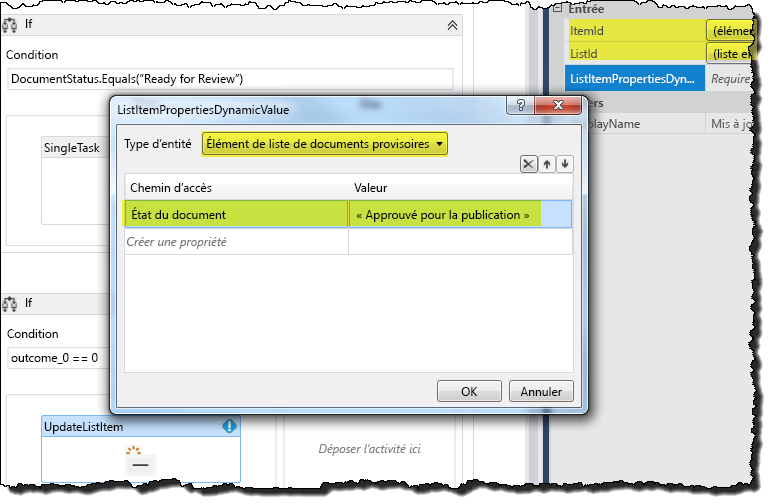 If
Condition
DocumentStatus.Equals("Ready for Review")
SingleTask
Entrée
ItemId
(élémen
ListId
(liste e
ListItemPropertiesDyn...
Require
ers
playName
Mis à jo
ListItemPropertiesDynamicValue
Type d'entité
Élément de liste de documents provisoires
Chemin d'accès
Valeur
État du document
« Approuvé pour la publication »
Créer une propriété
OK
Annuler
If
Condition
outcome_0 == 0
UpdateListItem
Déposer l'activité ici